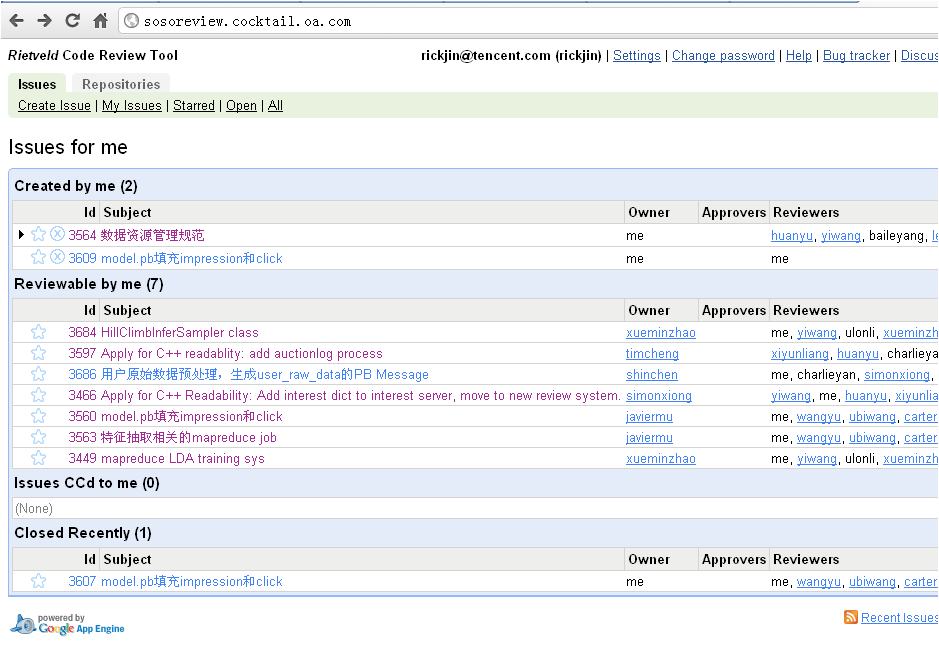 sosoreview.cocktail.oa.com
Rietveld Code Review Tool rickjin@tencent.com (rickjin) | Settings | Change password | Help | Bug tracker | Discus
Issues Repositories
Create Issue | My Issues | Starred | Open | All
Issues for me
Created by me (2)
Id Subject Owner Approvers Reviewers
3564 数据资源管理规范 me huanyu, yiwang, baileyang, le
3609 model.pb填充impression和click me me
Reviewable by me (7)
Id Subject Owner Approvers Reviewers
3684 HillClimbInferSampler class xueminzhao me, yiwang, ulonli, xueminzh
3597 Apply for C++ readablity: add auctionlog process timcheng xiyunliang, huanyu, charlieya
3686 用户原始数据预处理，生成user_raw_data的PB Message shinchen me, charlieyan, simonxiong,
3466 Apply for C++ Readability: Add interest dict to interest server, move to new review system. simonxiong yiwang, me, huanyu, xiyunlia
3560 model.pb填充impression和click javiermu me, wangyu, ubiwang, carter
3563 特征抽取相关的mapreduce job javiermu me, wangyu, ubiwang, carter
3449 mapreduce LDA training sys xueminzhao me, yiwang, ulonli, xueminzh
Issues CCd to me (0)
(None)
Closed Recently (1)
Id Subject Owner Approvers Reviewers
3607 model.pb填充impression和click me me, wangyu, ubiwang, carter
powered by
Google App Engine Recent Issues